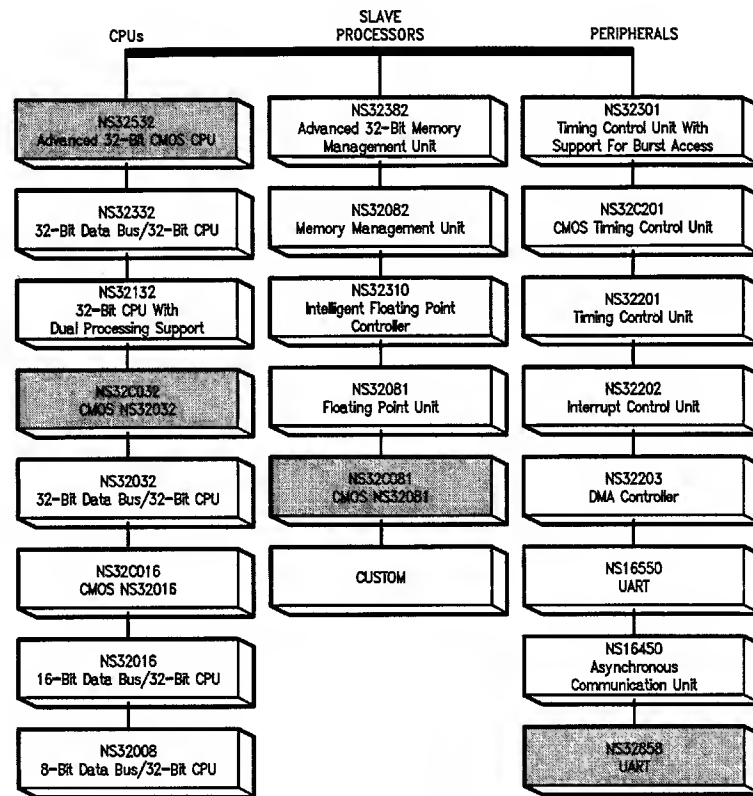 CPUs
NS32532
Advanced 32-Bit CMOS CPU
NS32332
32-Bit Data Bus/32-Bit CPU
NS32132
32-Bit CPU With
Dual Processing Support
NS32C032
CMOS NS32032
NS32032
32-Bit Data Bus/32-Bit CPU
NS32C016
CMOS NS32016
NS32016
16-Bit Data Bus/32-Bit CPU
NS32008
8-Bit Data Bus/32-Bit CPU
SLAVE
PROCESSORS
NS32382
Advanced 32-Bit Memory
Management Unit
NS32082
Memory Management Unit
NS32310
Intelligent Floating Point
Controller
NS32081
Floating Point Unit
NS32C081
CMOS NS32081
CUSTOM
PERIPHERALS
NS32301
Timing Control Unit With
Support For Burst Access
NS32C201
CMOS Timing Control Unit
NS32201
Timing Control Unit
NS32202
Interrupt Control Unit
NS32203
DMA Controller
NS16550
UART
NS16450
Asynchronous
Communication Unit
NS32858
UART